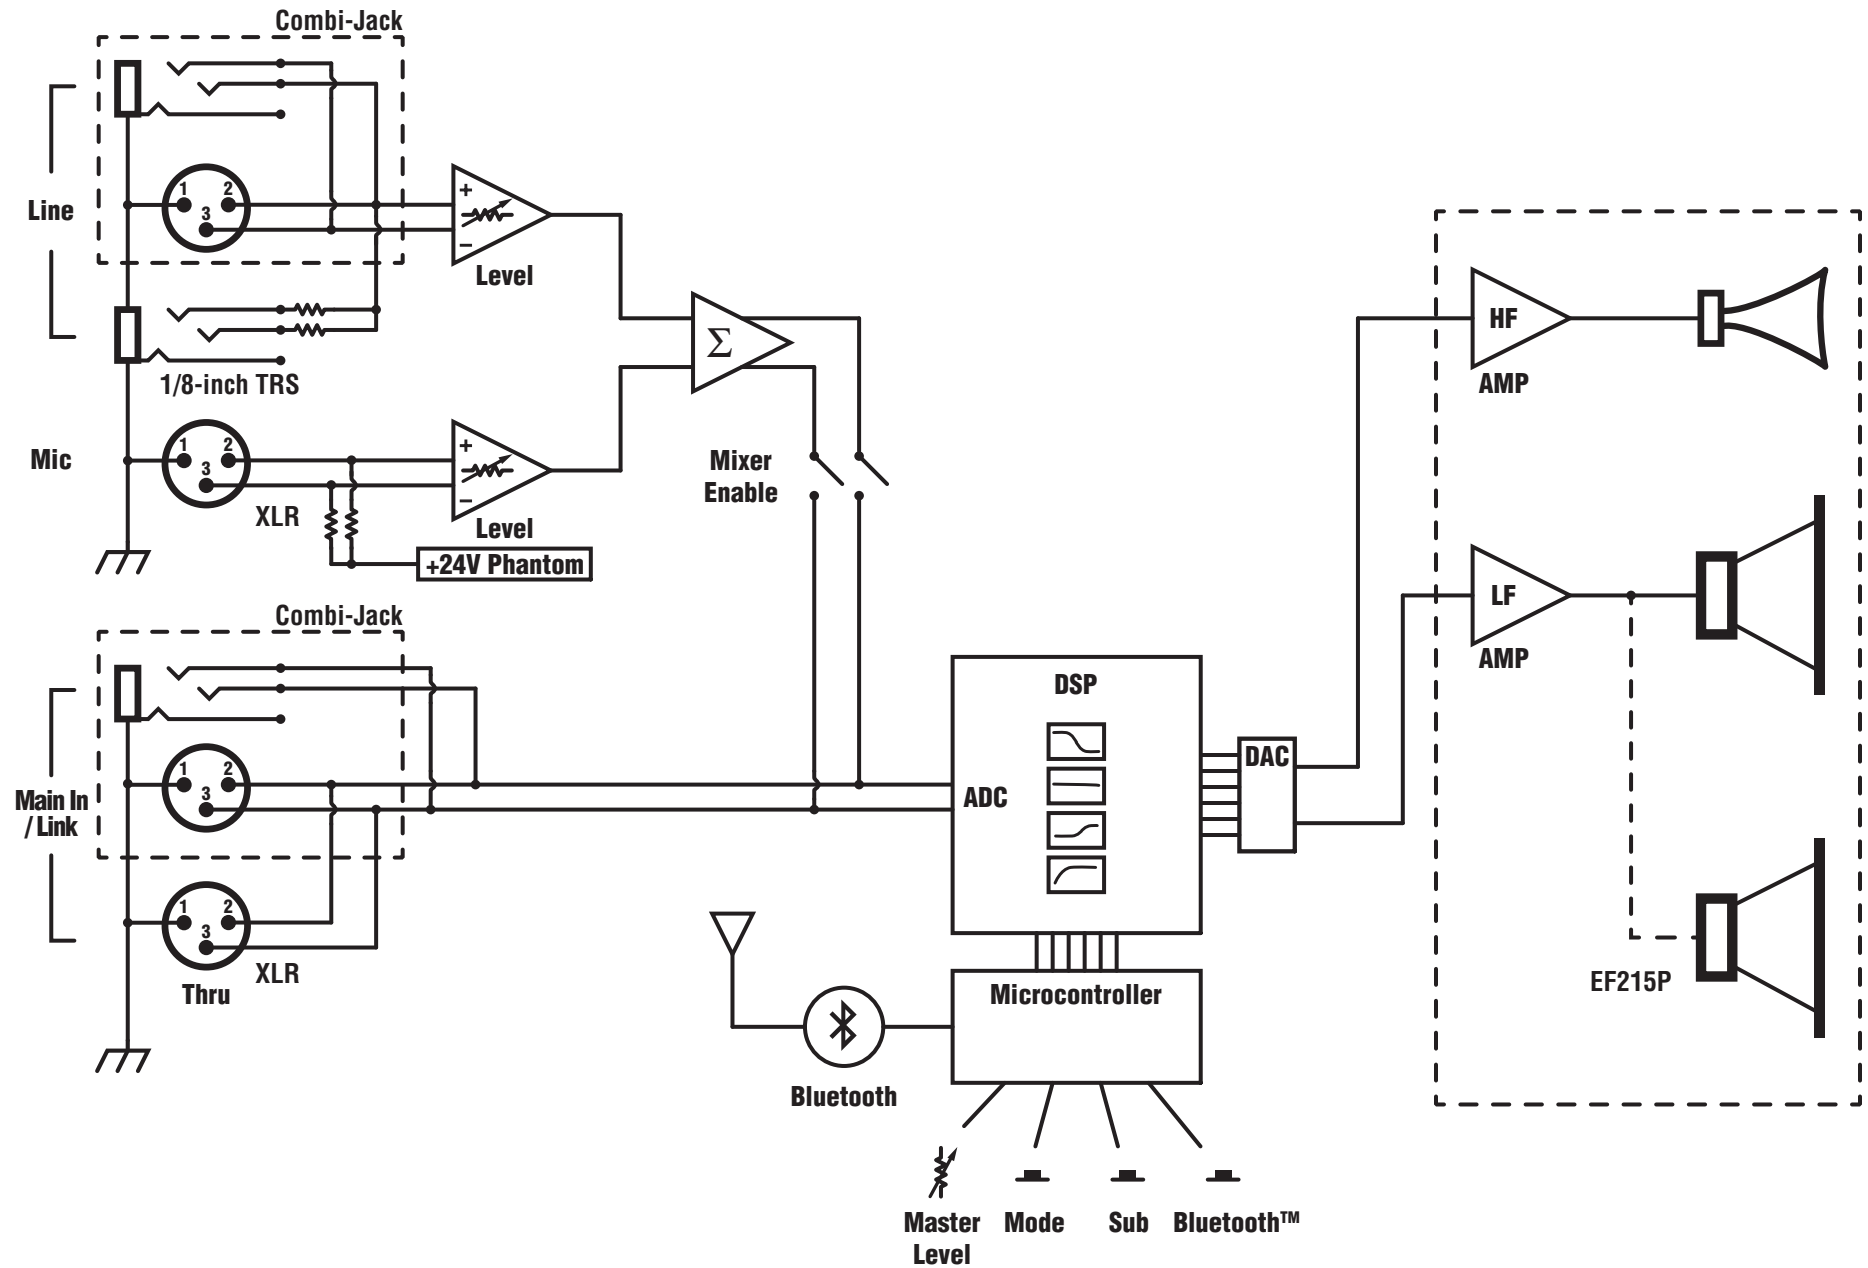 Combi-Jack
1 2
3
Line
+
−
Level
1/8-inch TRS
Mic
1 2
3
XLR
+
−
Level
+24V Phantom
Σ
Mixer
Enable
Combi-Jack
1 2
3
Main In
/ Link
1 2
3
XLR
Thru
DSP
ADC
DAC
Microcontroller
Bluetooth
Master
Level
Mode
Sub
Bluetooth™
HF
AMP
LF
AMP
EF215P